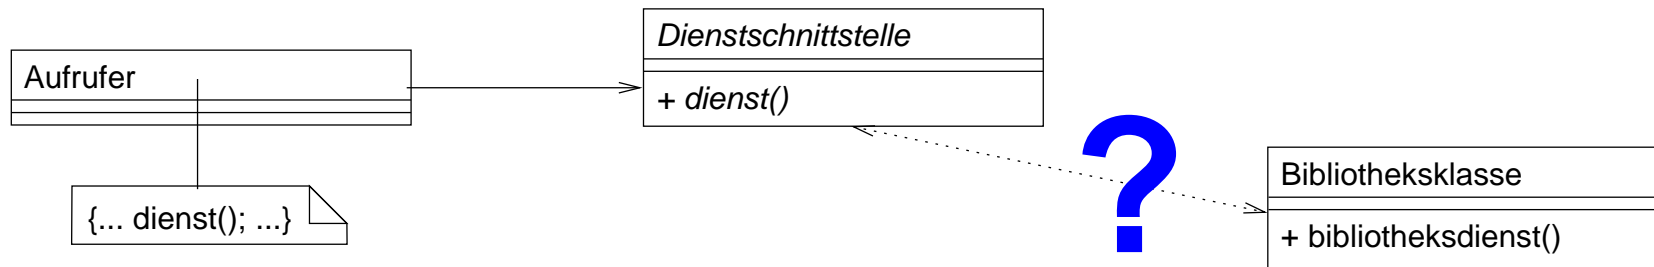 Dienstschnittstelle
Aufrufer
+ dienst()
?
Bibliotheksklasse
{... dienst(); ...}
+ bibliotheksdienst()